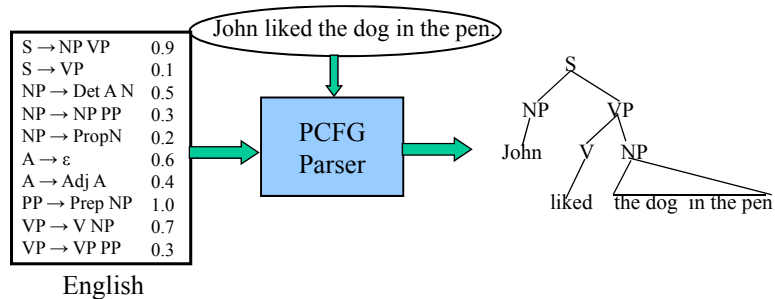 John liked the dog in the pen.
S → NP VP 0.9
S → VP 0.1
NP → Det A N 0.5
NP → NP PP 0.3
NP → PropN 0.2
A → ε 0.6
A → Adj A 0.4
PP → Prep NP 1.0
VP → V NP 0.7
VP → VP PP 0.3
English
PCFG
Parser
S
NP VP
John V NP
liked the dog in the pen